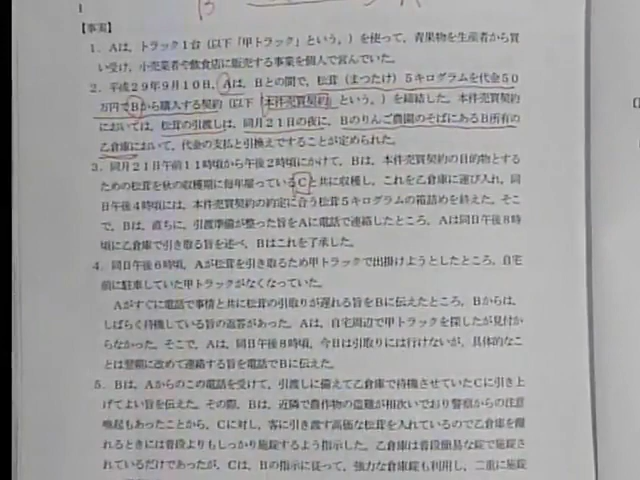 1
B
【事実】
1．Aは，トラック1台（以下「甲トラック」という。）を使って，青果物を生産者から買
い受け，小売業者や飲食店に販売する事業を個人で営んでいた。
2．平成29年9月10日，Aは，Bとの間で，松茸（まつたけ）5キログラムを代金50
万円でBから購入する契約（以下「本件売買契約」という。）を締結した。本件売買契約
においては，松茸の引渡しは，同月21日の夜に，Bのりんご農園のそばにあるB所有の
乙倉庫において，代金の支払と引換えですることが定められた。
3．同月21日午前11時頃から午後2時頃にかけて，Bは，本件売買契約の目的物とする
ための松茸を秋の収穫期に毎年雇っているCと共に収穫し，これを乙倉庫に運び入れ，同
日午後4時頃には，本件売買契約の約定に合う松茸5キログラムの箱詰めを終えた。そこ
で，Bは，直ちに，引渡準備が整った旨をAに電話で連絡したところ，Aは同日午後8時
頃に乙倉庫で引き取る旨を述べ，Bはこれを了承した。
4．同日午後6時頃，Aが松茸を引き取るため甲トラックで出掛けようとしたところ，自宅
前に駐車していた甲トラックがなくなっていた。
Aがすぐに電話で事情と共に松茸の引取りが遅れる旨をBに伝えたところ，Bからは，
しばらく待機している旨の返答があった。Aは，自宅周辺で甲トラックを探したが見付か
らなかった。そこで，Aは，同日午後8時頃，今日は引取りには行けないが，具体的なこ
とは翌朝に改めて連絡する旨を電話でBに伝えた。
5．Bは，Aからのこの電話を受けて，引渡しに備えて乙倉庫で待機させていたCに引き上
げてよい旨を伝えた。その際，Bは，近隣で農作物の盗難が相次いでおり警察からの注意
喚起もあったことから，Cに対し，客に引き渡す高価な松茸を入れているので乙倉庫を離
れるときには普段よりもしっかり施錠するよう指示した。乙倉庫は普段簡易な錠で施錠さ
れているだけであったが，Cは，Bの指示に従って，強力な倉庫錠も利用し，二重に施錠